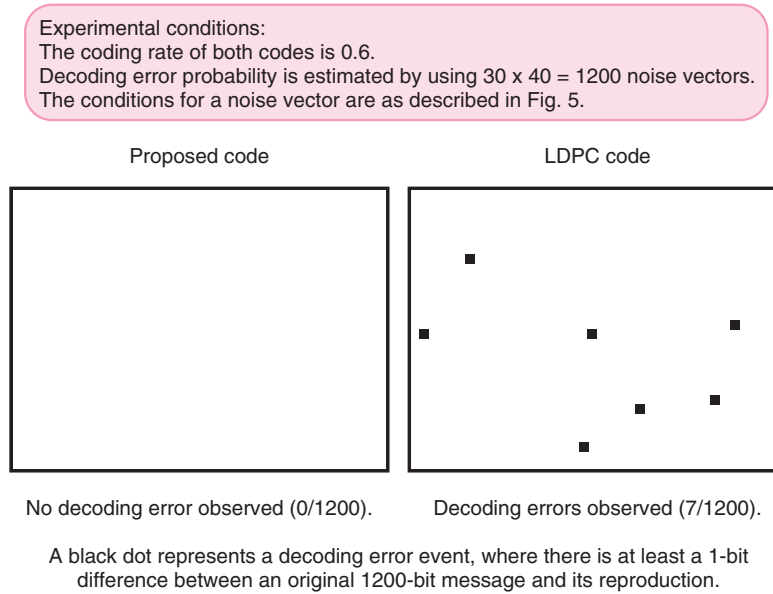 Experimental conditions:
The coding rate of both codes is 0.6.
Decoding error probability is estimated by using 30 x 40 = 1200 noise vectors.
The conditions for a noise vector are as described in Fig. 5.
Proposed code
LDPC code
No decoding error observed (0/1200).
Decoding errors observed (7/1200).
A black dot represents a decoding error event, where there is at least a 1-bit
difference between an original 1200-bit message and its reproduction.